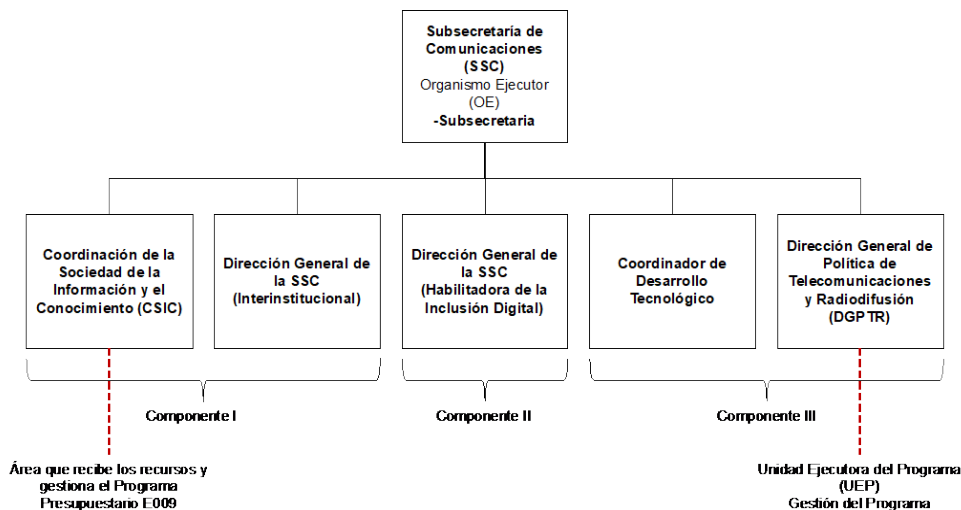 Subsecretaría de
Comunicaciones
(SSC)
Organismo Ejecutor
(OE)
-Subsecretaria
Coordinación de la
Sociedad de la
Información y el
Conocimiento (CSIC)
Dirección General de
la SSC
(Interinstitucional)
Dirección General de
la SSC
(Habilitadora de la
Inclusión Digital)
Coordinador de
Desarrollo
Tecnológico
Dirección General de
Política de
Telecomunicaciones
y Radiodifusión
(DGPTR)
Componente I
Componente II
Componente III
Área que recibe los recursos y
gestiona el Programa
Presupuestario E009
Unidad Ejecutora del Programa
(UEP)
Gestión del Programa